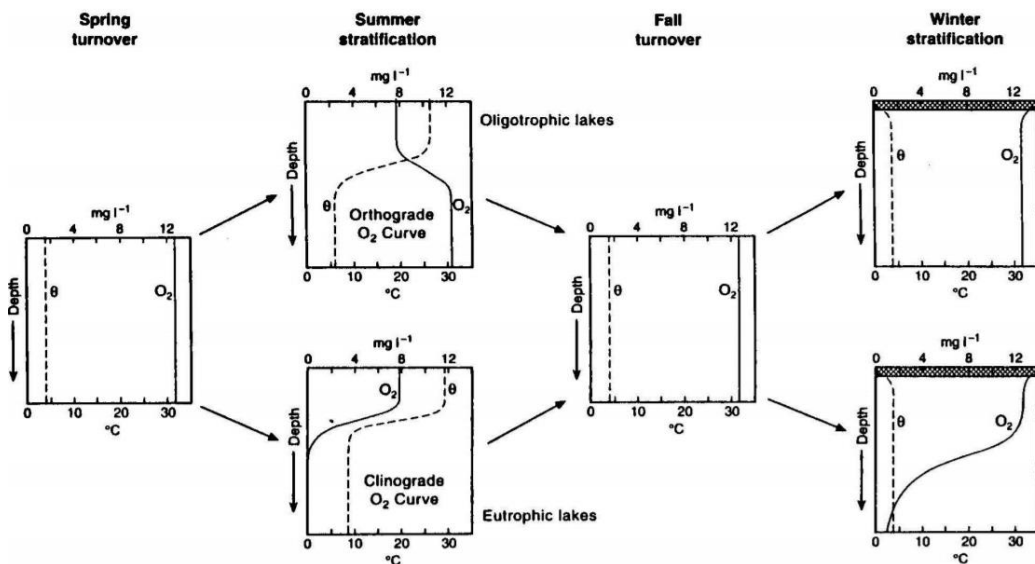 Spring
turnover
Summer
stratification
Fall
turnover
Winter
stratification
mg l⁻¹
0 4 8 12
Depth
θ
O₂
Orthograde
O₂ Curve
0 10 20 30
°C
Oligotrophic lakes
mg l⁻¹
0 4 8 12
Depth
θ
O₂
0 10 20 30
°C
mg l⁻¹
0 4 8 12
Depth
θ
O₂
0 10 20 30
°C
mg l⁻¹
0 4 8 12
Depth
O₂
θ
Clinograde
O₂ Curve
0 10 20 30
°C
Eutrophic lakes
mg l⁻¹
0 4 8 12
Depth
θ
O₂
0 10 20 30
°C
mg l⁻¹
0 4 8 12
Depth
θ
O₂
0 10 20 30
°C